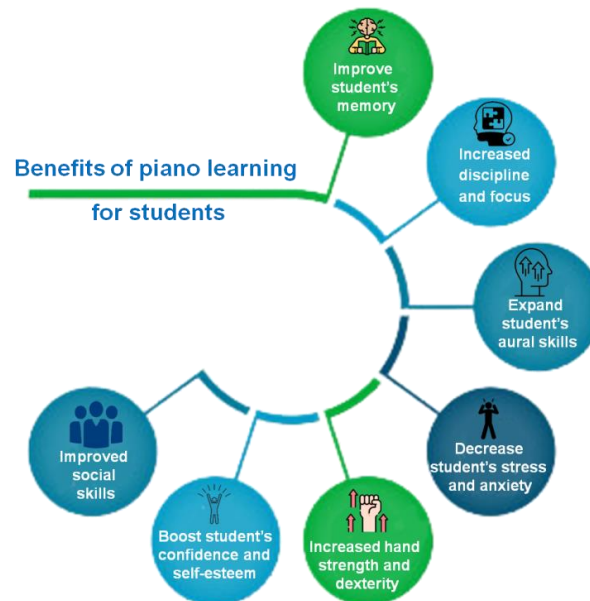 Benefits of piano learning
for students
Improve
student's
memory
Increased
discipline
and focus
Expand
student's
aural skills
Decrease
student's stress
and anxiety
Increased hand
strength and
dexterity
Boost student's
confidence and
self-esteem
Improved
social
skills